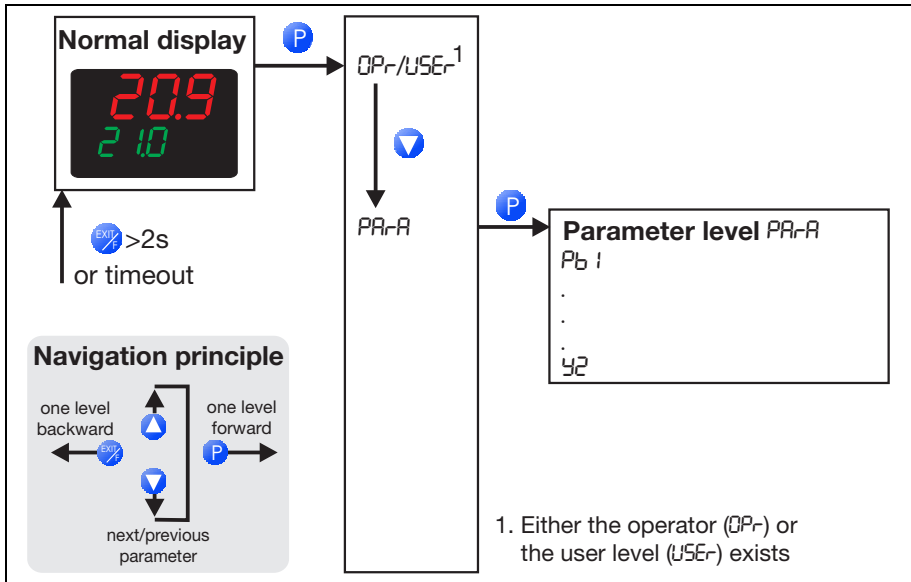 Normal display
20.9
21.0
P
OPr/USEr1
PArA
P
Parameter level PArA
Pb1
.
.
.
y2
EXIT/F >2s
or timeout
Navigation principle
one level
backward
EXIT/F
one level
forward
P
next/previous
parameter
1. Either the operator (OPr) or
the user level (USEr) exists